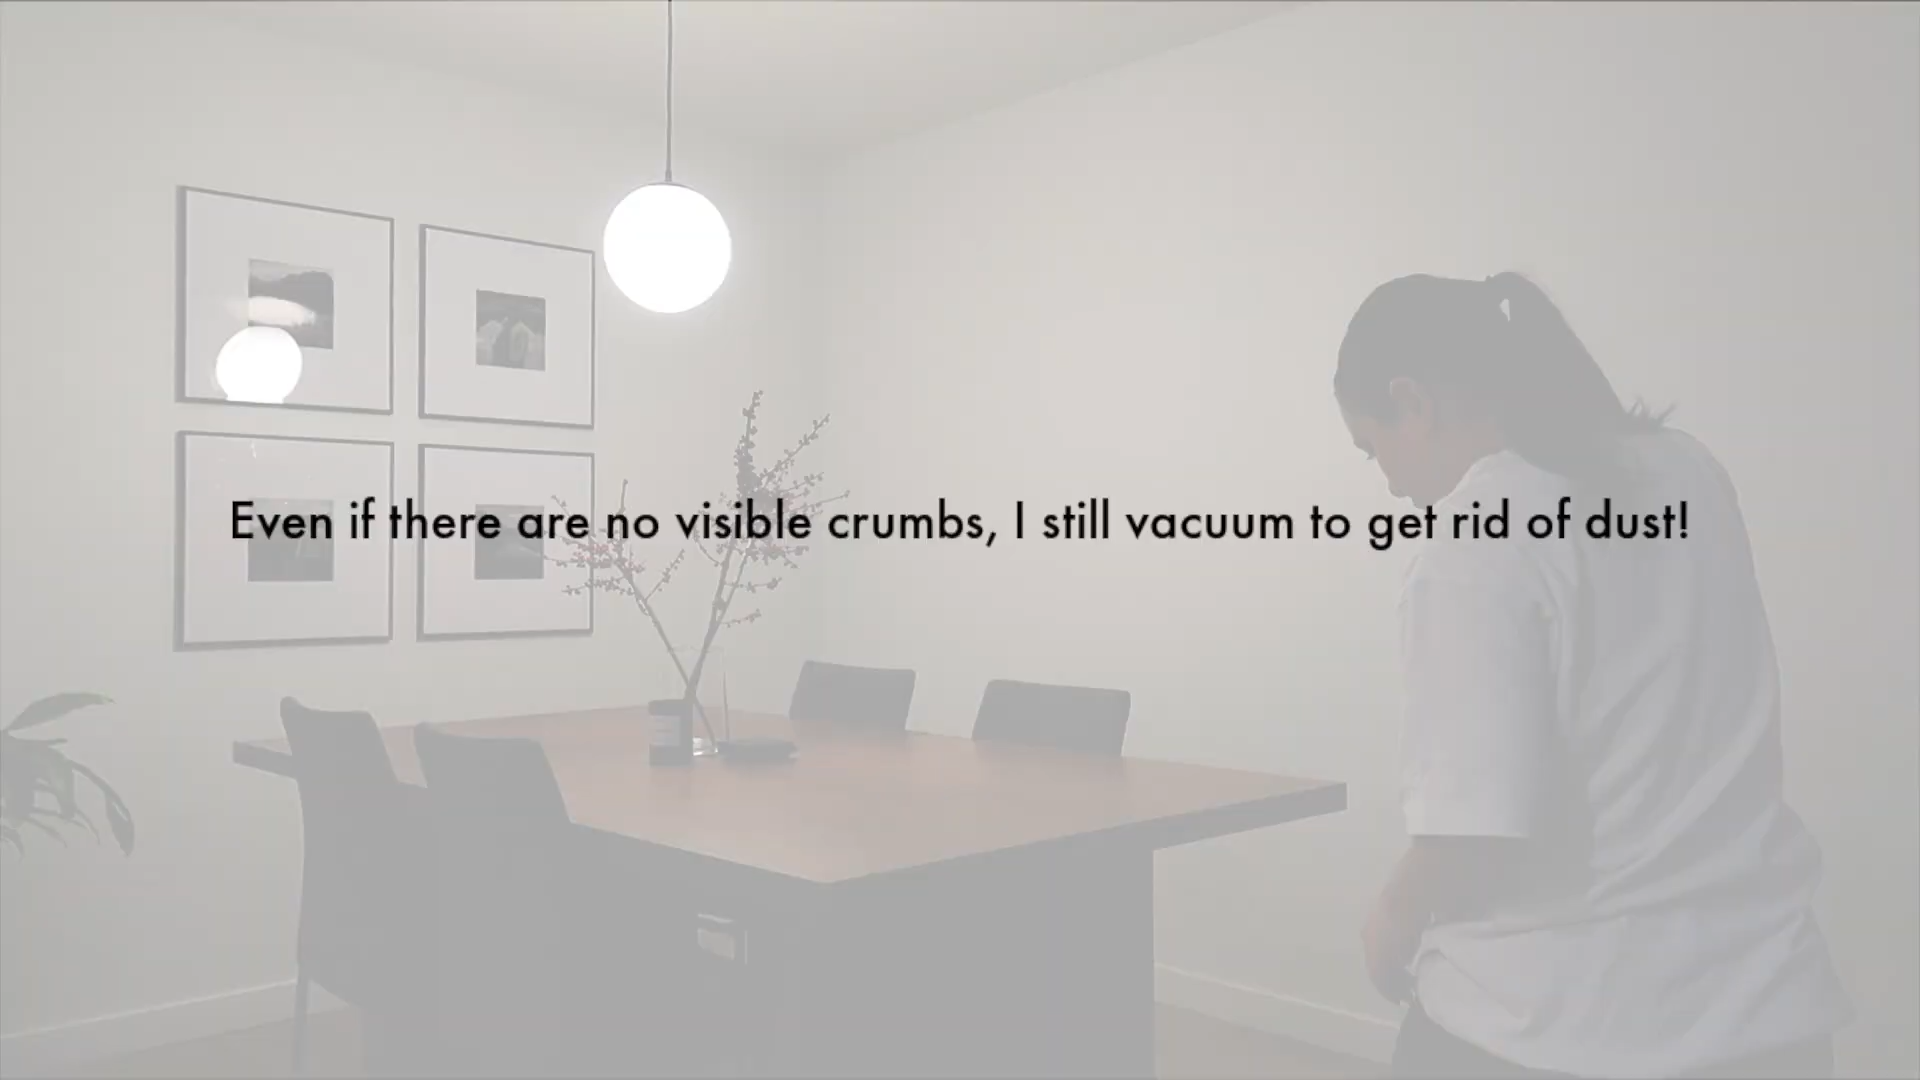 Even if there are no visible crumbs, I still vacuum to get rid of dust!